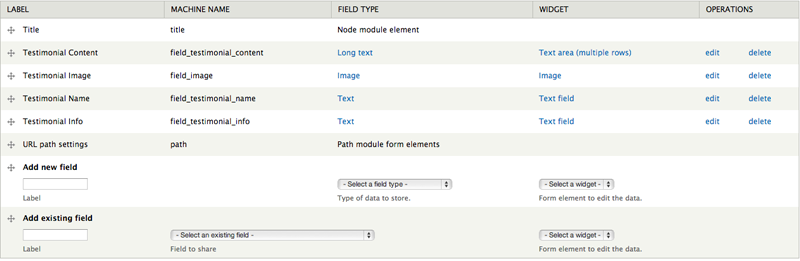 LABEL MACHINE NAME FIELD TYPE WIDGET OPERATIONS
Title title Node module element
Testimonial Content field_testimonial_content Long text Text area (multiple rows) edit delete
Testimonial Image field_image Image Image edit delete
Testimonial Name field_testimonial_name Text Text field edit delete
Testimonial Info field_testimonial_info Text Text field edit delete
URL path settings path Path module form elements
Add new field
- Select a field type - - Select a widget -
Label Type of data to store. Form element to edit the data.
Add existing field
- Select an existing field - - Select a widget -
Label Field to share Form element to edit the data.